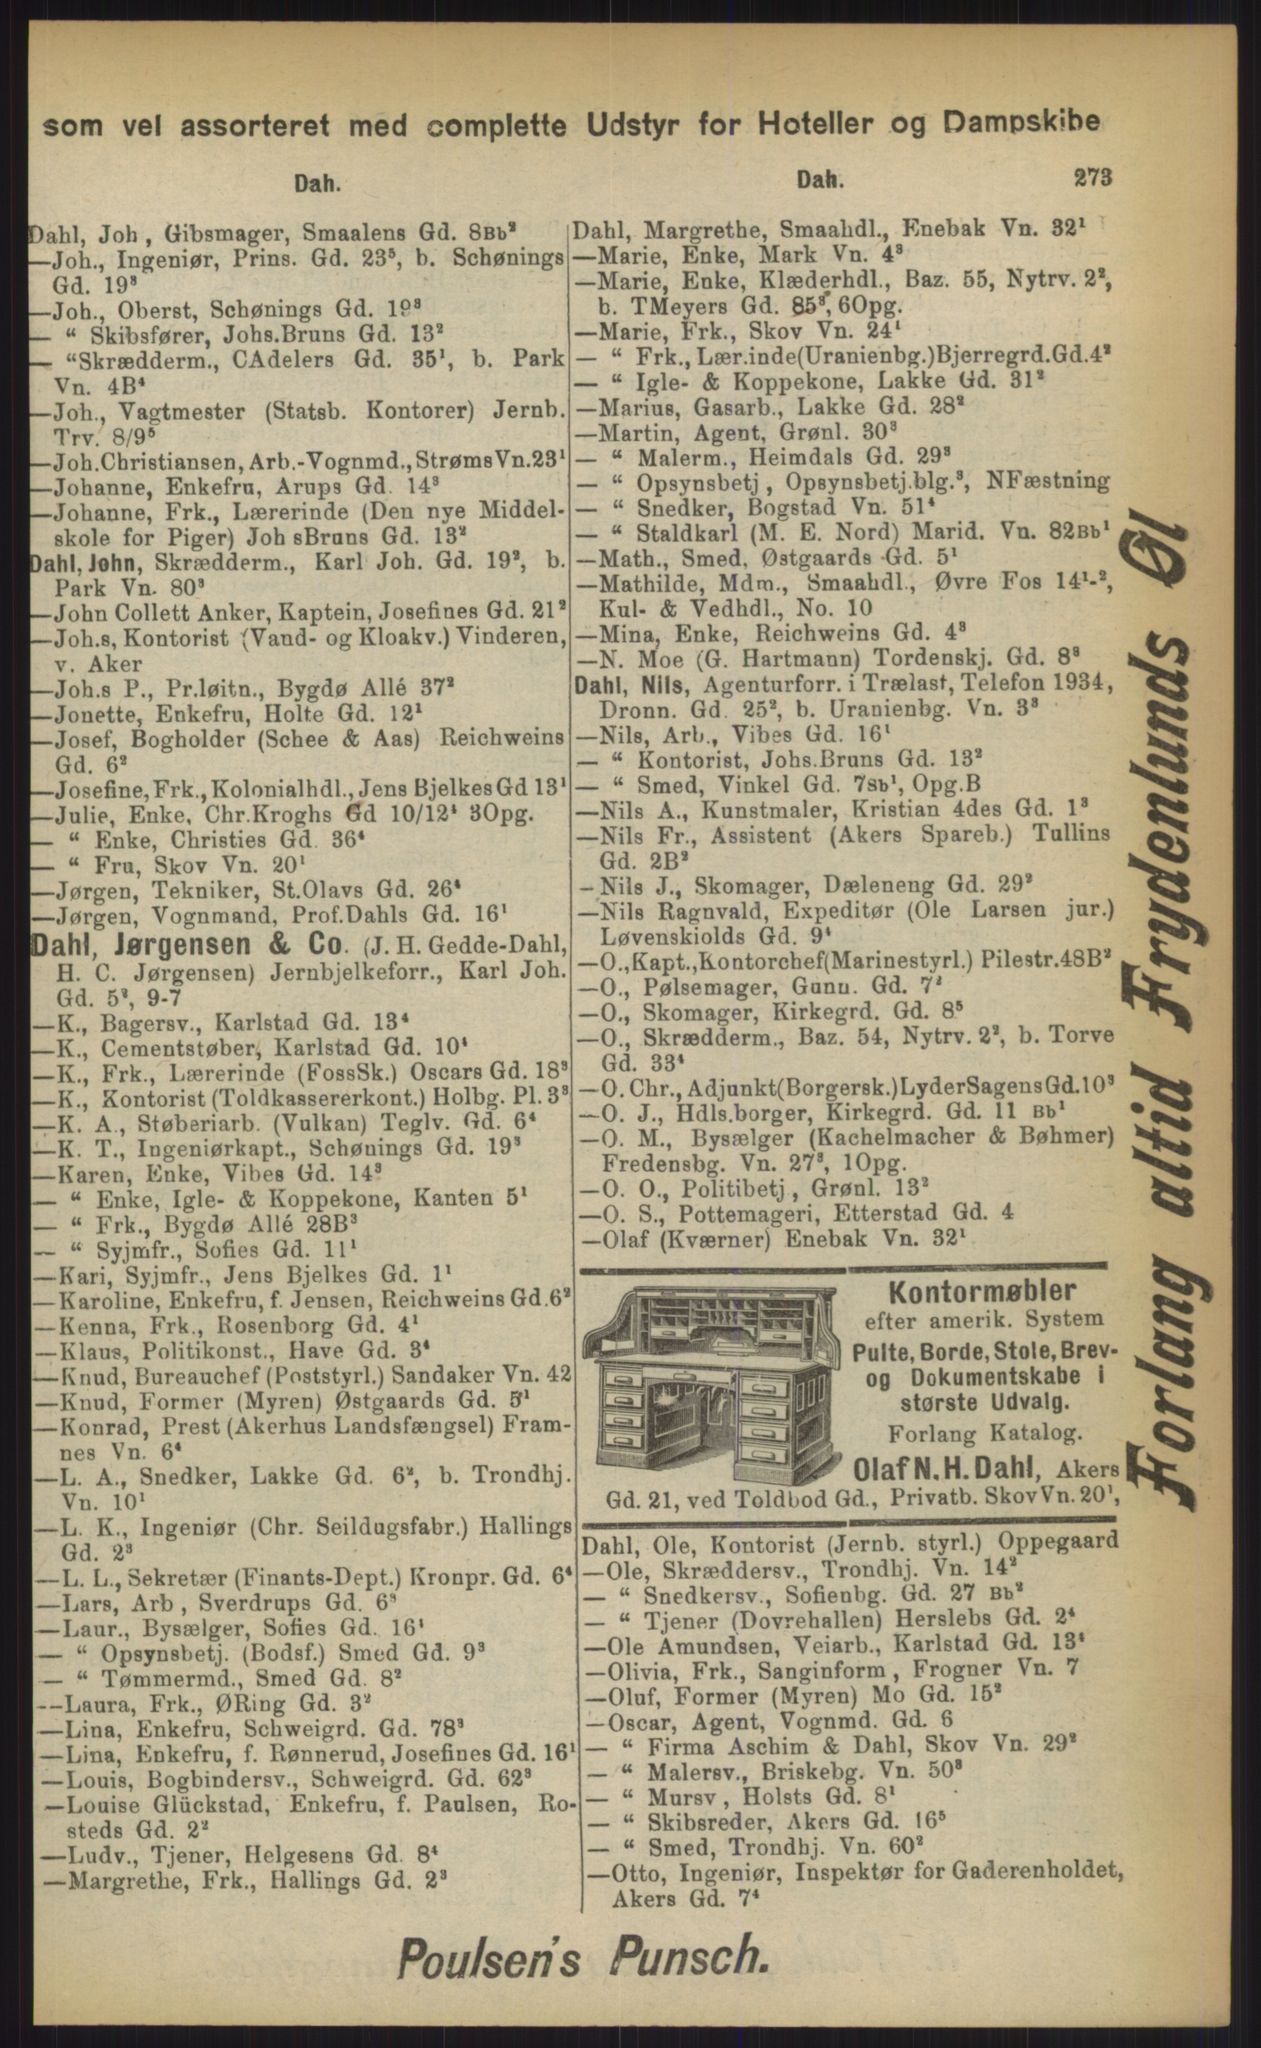 som vel assorteret med complette Udstyr for Hoteller og Dampskibe
Dah.
Dah.
273
Dahl, Joh , Gibsmager, Smaalens Gd. 8Bb²
—Joh., Ingeniør, Prins. Gd. 23⁵, b. Schønings
Gd. 19³
—Joh., Oberst, Schønings Gd. 19³
— “ Skibsfører, Johs.Bruns Gd. 13²
— “Skrædderm., CAdelers Gd. 35¹, b. Park
Vn. 4B⁴
—Joh., Vagtmester (Statsb. Kontorer) Jernb.
Trv. 8/9⁵
—Joh.Christiansen, Arb.-Vognmd., StrømsVn.23¹
—Johanne, Enkefru, Arups Gd. 14³
—Johanne, Frk., Lærerinde (Den nye Middel-
skole for Piger) Joh sBruns Gd. 13²
Dahl, John, Skrædderm., Karl Joh. Gd. 19², b.
Park Vn. 80³
—John Collett Anker, Kaptein, Josefines Gd. 21²
—Joh.s, Kontorist (Vand- og Kloakv.) Vinderen,
v. Aker
—Joh.s P., Pr.løitn., Bygdø Allé 37²
—Jonette, Enkefru, Holte Gd. 12¹
—Josef, Bogholder (Schee & Aas) Reichweins
Gd. 6²
—Josefine, Frk., Kolonialhdl., Jens Bjelkes Gd 13¹
—Julie, Enke, Chr.Kroghs Gd 10/12⁴ 3Opg.
— “ Enke, Christies Gd. 36⁴
— “ Fru, Skov Vn. 20¹
—Jørgen, Tekniker, St.Olavs Gd. 26⁴
—Jørgen, Vognmand, Prof.Dahls Gd. 16¹
Dahl, Jørgensen & Co. (J. H. Gedde-Dahl,
H. C. Jørgensen) Jernbjelkeforr., Karl Joh.
Gd. 5², 9-7
—K., Bagersv., Karlstad Gd. 13⁴
—K., Cementstøber, Karlstad Gd. 10⁴
—K., Frk., Lærerinde (FossSk.) Oscars Gd. 18³
—K., Kontorist (Toldkassererkont.) Holbg. Pl. 3³
—K. A., Støberiarb. (Vulkan) Teglv. Gd. 6⁴
—K. T., Ingeniørkapt., Schønings Gd. 19³
—Karen, Enke, Vibes Gd. 14³
— “ Enke, Igle- & Koppekone, Kanten 5¹
— “ Frk., Bygdø Allé 28B³
— “ Syjmfr., Sofies Gd. 11¹
—Kari, Syjmfr., Jens Bjelkes Gd. 1¹
—Karoline, Enkefru, f. Jensen, Reichweins Gd.6²
—Kenna, Frk., Rosenborg Gd. 4¹
—Klaus, Politikonst., Have Gd. 3⁴
—Knud, Bureauchef (Poststyrl.) Sandaker Vn. 42
—Knud, Former (Myren) Østgaards Gd. 5¹
—Konrad, Prest (Akerhus Landsfængsel) Fram-
nes Vn. 6⁴
—L. A., Snedker, Lakke Gd. 6², b. Trondhj.
Vn. 10¹
—L. K., Ingeniør (Chr. Seildugsfabr.) Hallings
Gd. 2³
—L. L., Sekretær (Finants-Dept.) Kronpr. Gd. 6⁴
—Lars, Arb , Sverdrups Gd. 6³
—Laur., Bysælger, Sofies Gd. 16¹
— “ Opsynsbetj. (Bodsf.) Smed Gd. 9³
— “ Tømmermd., Smed Gd. 8²
--Laura, Frk., ØRing Gd. 3²
—Lina, Enkefru, Schweigrd. Gd. 78³
—Lina, Enkefru, f. Rønnerud, Josefines Gd. 16¹
—Louis, Bogbindersv., Schweigrd. Gd. 62³
—Louise Glückstad, Enkefru, f. Paulsen, Ro-
steds Gd. 2²
—Ludv., Tjener, Helgesens Gd. 8⁴
—Margrethe, Frk., Hallings Gd. 2³
Dahl, Margrethe, Smaahdl., Enebak Vn. 32¹
—Marie, Enke, Mark Vn. 4³
—Marie, Enke, Klæderhdl., Baz. 55, Nytrv. 2²,
b. TMeyers Gd. 85³, 6Opg.
—Marie, Frk., Skov Vn. 24¹
— “ Frk., Lær.inde(Uranienbg.)Bjerregrd.Gd.4²
— “ Igle- & Koppekone, Lakke Gd. 31²
—Marius, Gasarb., Lakke Gd. 28²
—Martin, Agent, Grønl. 30³
— “ Malerm., Heimdals Gd. 29³
— “ Opsynsbetj , Opsynsbetj.blg.³, NFæstning
— “ Snedker, Bogstad Vn. 51⁴
— “ Staldkarl (M. E. Nord) Marid. Vn. 82Bb¹
—Math., Smed, Østgaards Gd. 5¹
—Mathilde, Mdm., Smaahdl., Øvre Fos 14¹-²,
Kul- & Vedhdl., No. 10
—Mina, Enke, Reichweins Gd. 4³
—N. Moe (G. Hartmann) Tordenskj. Gd. 8³
Dahl, Nils, Agenturforr. i Trælast, Telefon 1934,
Dronn. Gd. 25², b. Uranienbg. Vn. 3³
—Nils, Arb., Vibes Gd. 16¹
— “ Kontorist, Johs.Bruns Gd. 13²
— “ Smed, Vinkel Gd. 7Sb¹, Opg.B
—Nils A., Kunstmaler, Kristian 4des Gd. 1³
—Nils Fr., Assistent (Akers Spareb.) Tullins
Gd. 2B²
–Nils J., Skomager, Dæleneng Gd. 29²
—Nils Ragnvald, Expeditør (Ole Larsen jur.)
Løvenskiolds Gd. 9⁴
—O.,Kapt.,Kontorchef(Marinestyrl.) Pilestr.48B²
—O., Pølsemager, Gunn. Gd. 7²
—O., Skomager, Kirkegrd. Gd. 8⁵
—O., Skrædderm., Baz. 54, Nytrv. 2², b. Torve
Gd. 33⁴
—O. Chr., Adjunkt(Borgersk.)LyderSagensGd.10³
—O. J., Hdls.borger, Kirkegrd. Gd. 11 Bb¹
—O. M., Bysælger (Kachelmacher & Bøhmer)
Fredensbg. Vn. 27³, 1Opg.
—O. O., Politibetj , Grønl. 13²
—O. S., Pottemageri, Etterstad Gd. 4
—Olaf (Kværner) Enebak Vn. 32¹
Kontormøbler
efter amerik. System
Pulte, Borde, Stole, Brev-
og Dokumentskabe i
største Udvalg.
Forlang Katalog.
Olaf N. H. Dahl, Akers
Gd. 21, ved Toldbod Gd., Privatb. SkovVn. 20¹,
Dahl, Ole, Kontorist (Jernb. styrl.) Oppegaard
—Ole, Skræddersv., Trondhj. Vn. 14²
— “ Snedkersv., Sofienbg. Gd. 27 Bb²
— “ Tjener (Dovrehallen) Herslebs Gd. 2⁴
—Ole Amundsen, Veiarb., Karlstad Gd. 13⁴
—Olivia, Frk., Sanginform , Frogner Vn. 7
—Oluf, Former (Myren) Mo Gd. 15²
—Oscar, Agent, Vognmd. Gd. 6
— “ Firma Aschim & Dahl, Skov Vn. 29²
— “ Malersv., Briskebg. Vn. 50³
— “ Mursv , Holsts Gd. 8¹
— “ Skibsreder, Akers Gd. 16⁵
— “ Smed, Trondhj. Vn. 60²
—Otto, Ingeniør, Inspektør for Gaderenholdet,
Akers Gd. 7⁴
Forlang altid Frydenlunds Øl
Poulsen's Punsch.